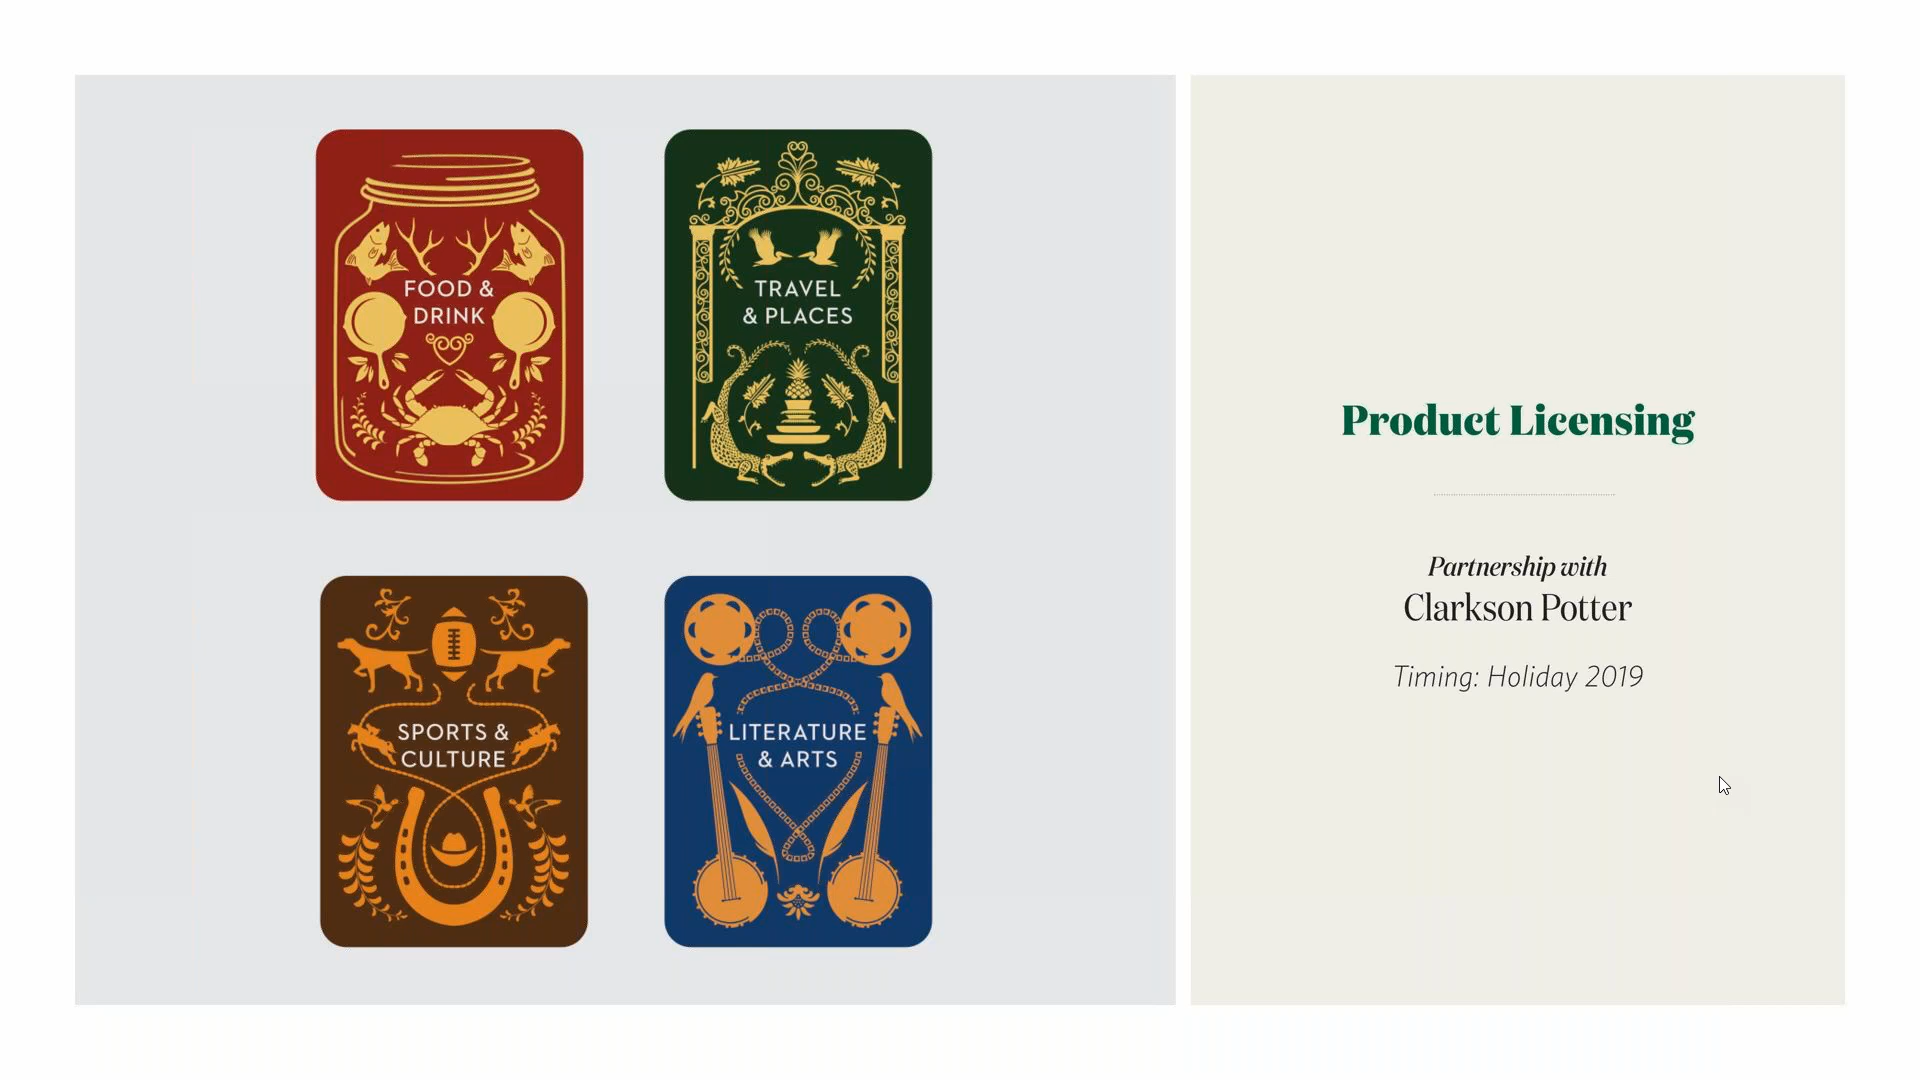 FOOD &
DRINK
TRAVEL
& PLACES
SPORTS &
CULTURE
LITERATURE
& ARTS
Product Licensing
Partnership with
Clarkson Potter
Timing: Holiday 2019